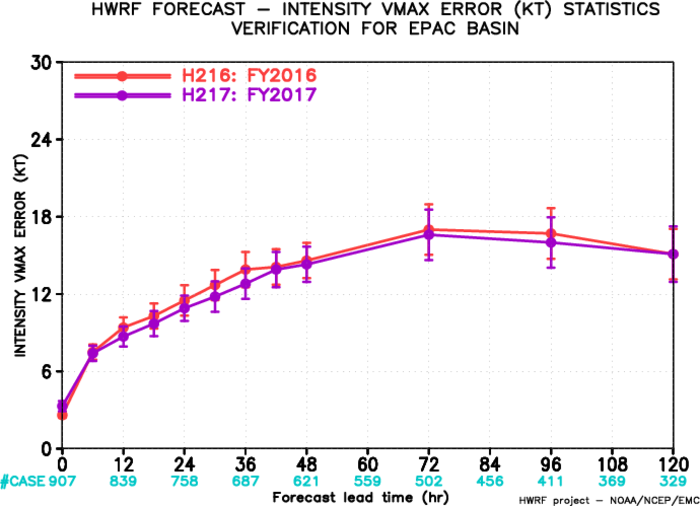 HWRF FORECAST – INTENSITY VMAX ERROR (KT) STATISTICS
VERIFICATION FOR EPAC BASIN
30
H216: FY2016
H217: FY2017
24
18
12
6
0
INTENSITY VMAX ERROR (KT)
0 12 24 36 48 60 72 84 96 108 120
#CASE 907 839 758 687 621 559 502 456 411 369 329
Forecast lead time (hr)
HWRF project – NOAA/NCEP/EMC